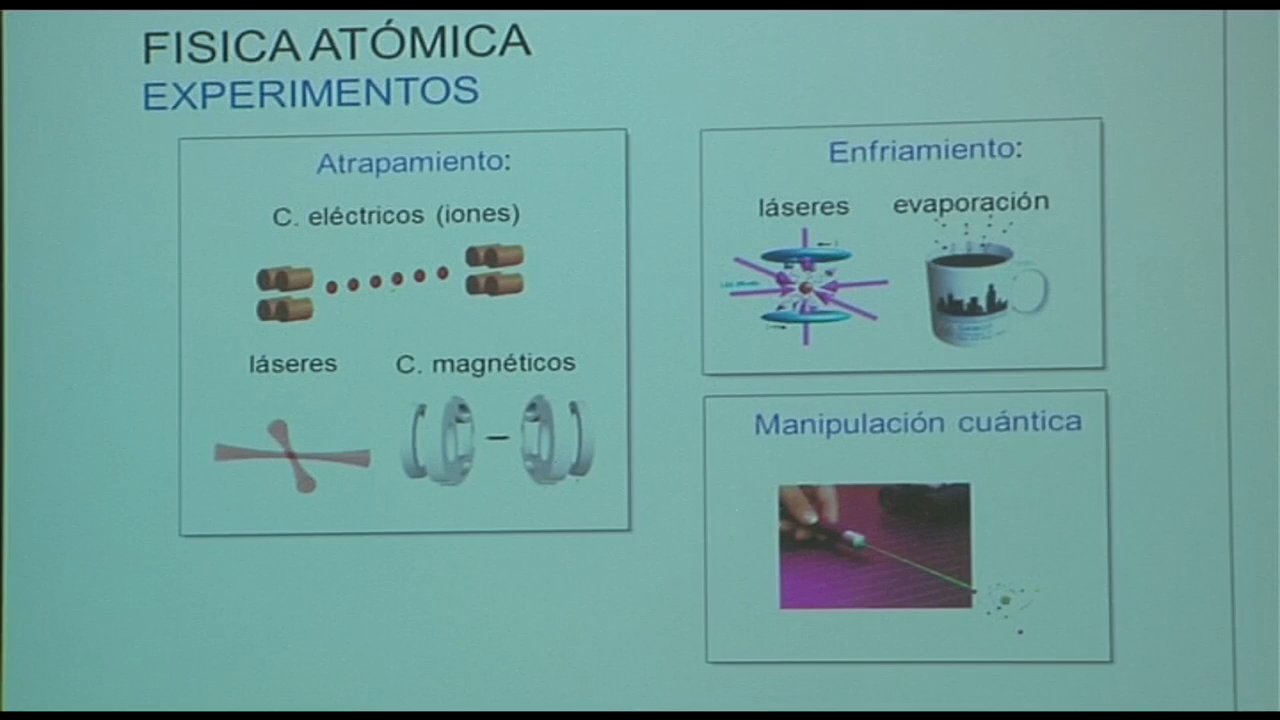 FISICA ATÓMICA
EXPERIMENTOS
Atrapamiento:
C. eléctricos (iones)
láseres
C. magnéticos
Enfriamiento:
láseres
evaporación
Manipulación cuántica